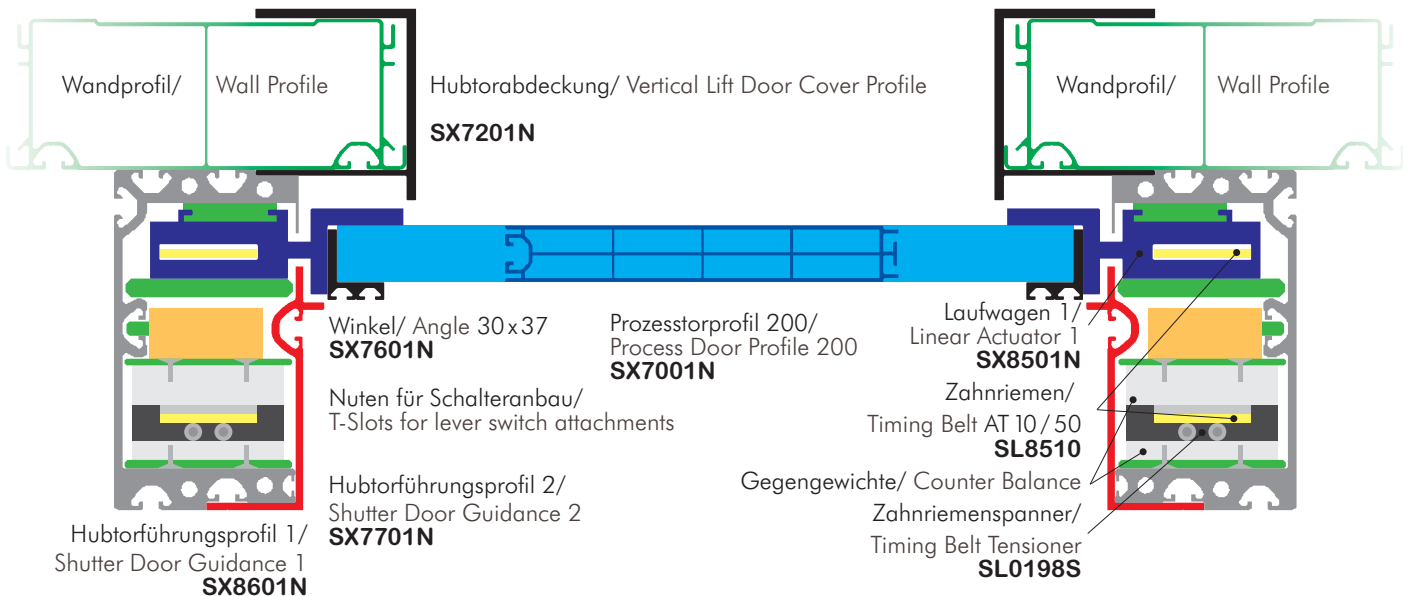 Wandprofil/ Wall Profile
Hubtorabdeckung/ Vertical Lift Door Cover Profile
SX7201N
Wandprofil/ Wall Profile
Winkel/ Angle 30x37
SX7601N
Nuten für Schalteranbau/
T-Slots for lever switch attachments
Hubtorführungsprofil 2/
Shutter Door Guidance 2
SX7701N
Hubtorführungsprofil 1/
Shutter Door Guidance 1
SX8601N
Prozesstorprofil 200/
Process Door Profile 200
SX7001N
Laufwagen 1/
Linear Actuator 1
SX8501N
Zahnriemen/
Timing Belt AT 10/50
SL8510
Gegengewichte/ Counter Balance
Zahnriemenspanner/
Timing Belt Tensioner
SL0198S